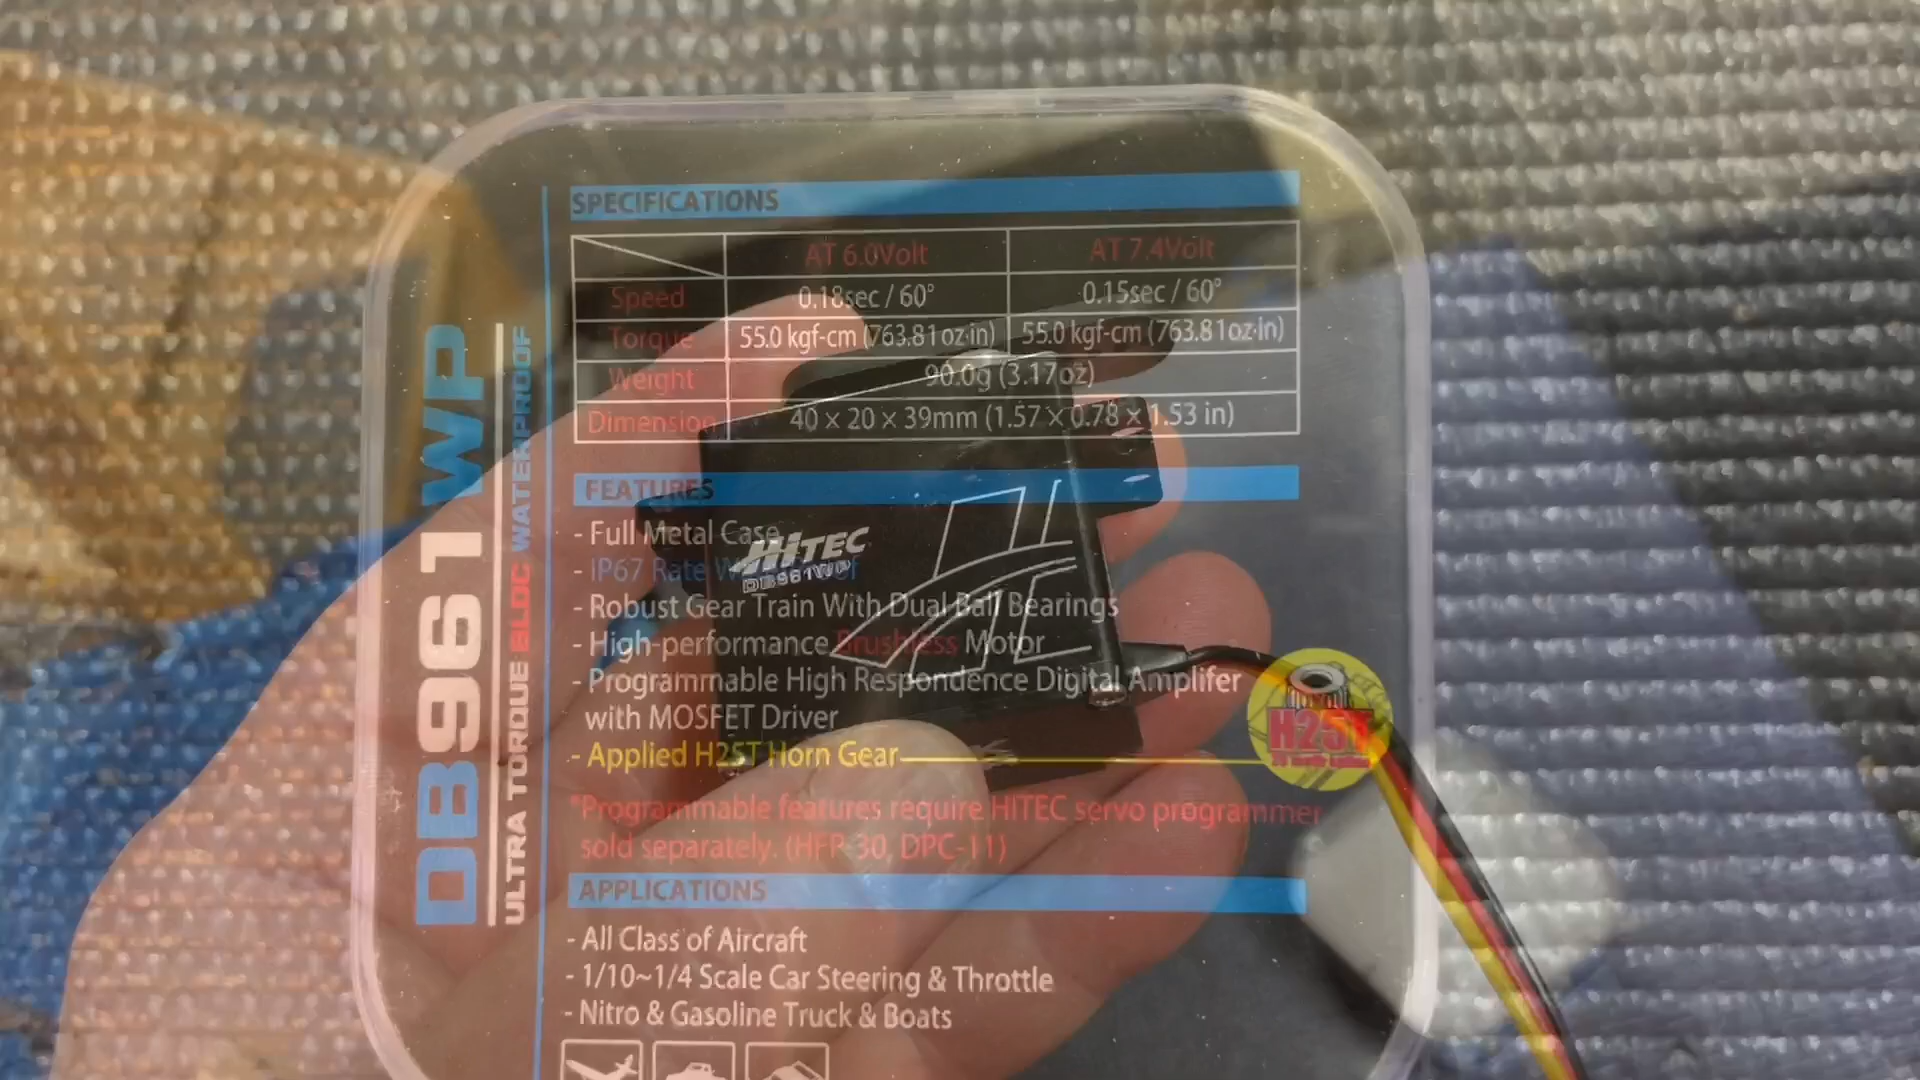 SPECIFICATIONS
AT 6.0Volt AT 7.4Volt
Speed 0.18sec / 60° 0.15sec / 60°
Torque 55.0 kgf-cm (763.81oz·in) 55.0 kgf-cm (763.81oz·in)
Weight 90.0g (3.17oz)
Dimension 40 × 20 × 39mm (1.57 × 0.78 × 1.53 in)
FEATURES
- Full Metal Case
- IP67 Rate
- Robust Gear Train With Dual Ball Bearings
- High-performance Brushless Motor
- Programmable High Respondence Digital Amplifer
with MOSFET Driver
- Applied H25T Horn Gear
H25T
*Programmable features require HITEC servo programmer
sold separately. (HFP-30, DPC-11)
APPLICATIONS
- All Class of Aircraft
- 1/10~1/4 Scale Car Steering & Throttle
- Nitro & Gasoline Truck & Boats
DB961WP
ULTRA TORQUE BLDC WATERPROOF
HITEC
DB961WP